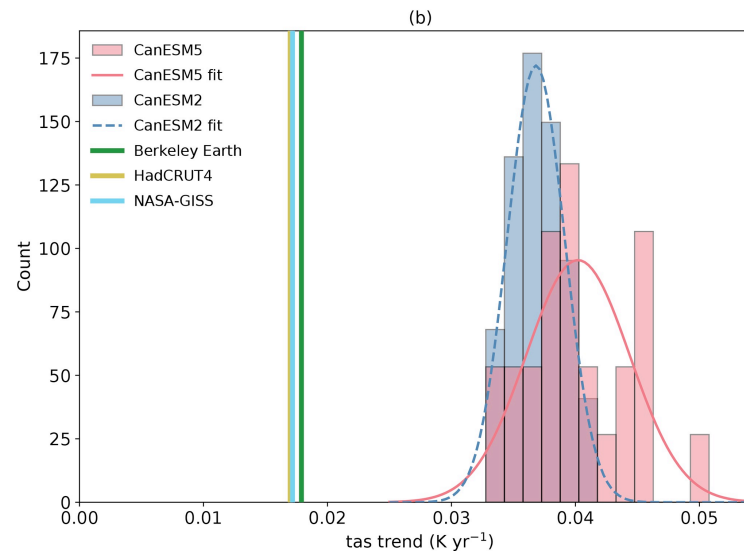 (b)
175
150
125
100
75
50
25
0
Count
CanESM5
CanESM5 fit
CanESM2
CanESM2 fit
Berkeley Earth
HadCRUT4
NASA-GISS
0.00 0.01 0.02 0.03 0.04 0.05
tas trend (K yr⁻¹)